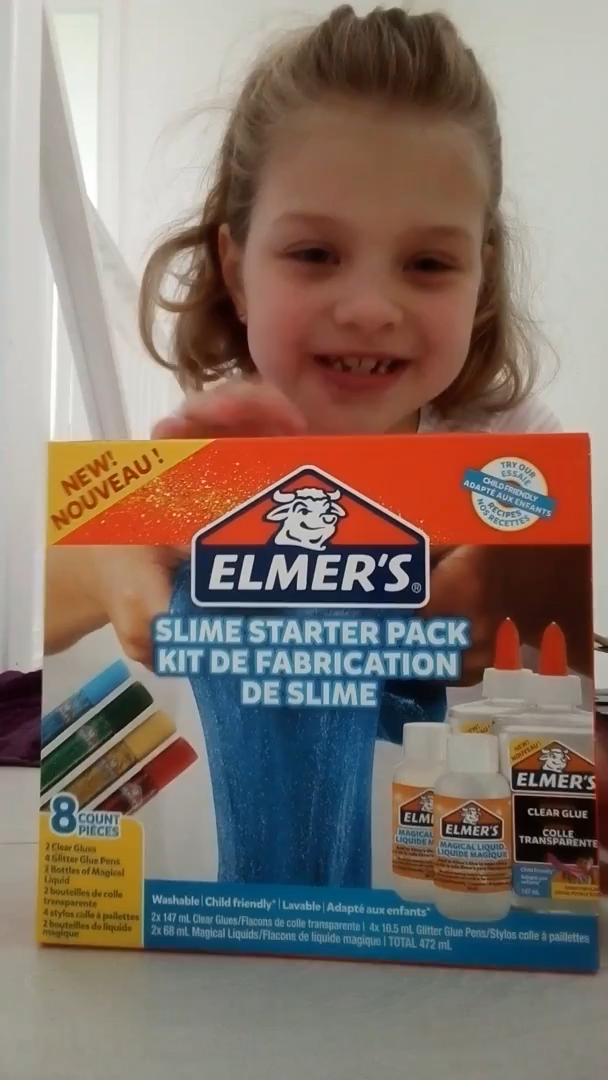 NEW!
NOUVEAU!
TRY OUR
ESSAIE
CHILD FRIENDLY
ADAPTÉ AUX ENFANTS
RECIPES
NOS RECETTES
ELMER'S®
SLIME STARTER PACK
KIT DE FABRICATION
DE SLIME
8 COUNT
PIÈCES
2 Clear Glues
4 Glitter Glue Pens
2 Bottles of Magical
Liquid
2 bouteilles de colle
transparente
4 stylos colle à paillettes
2 bouteilles de liquide
magique
NEW!
NOUVEAU!
ELMER'S
CLEAR GLUE
COLLE
TRANSPARENTE
147 mL
ELM
MAGICAL
LIQUIDE M
ELMER'S
MAGICAL LIQUID
LIQUIDE MAGIQUE
Washable | Child friendly* | Lavable | Adapté aux enfants*
2x 147 mL Clear Glues/Flacons de colle transparente | 4x 10.5 mL Glitter Glue Pens/Stylos colle à paillettes
2x 68 mL Magical Liquids/Flacons de liquide magique | TOTAL 472 mL